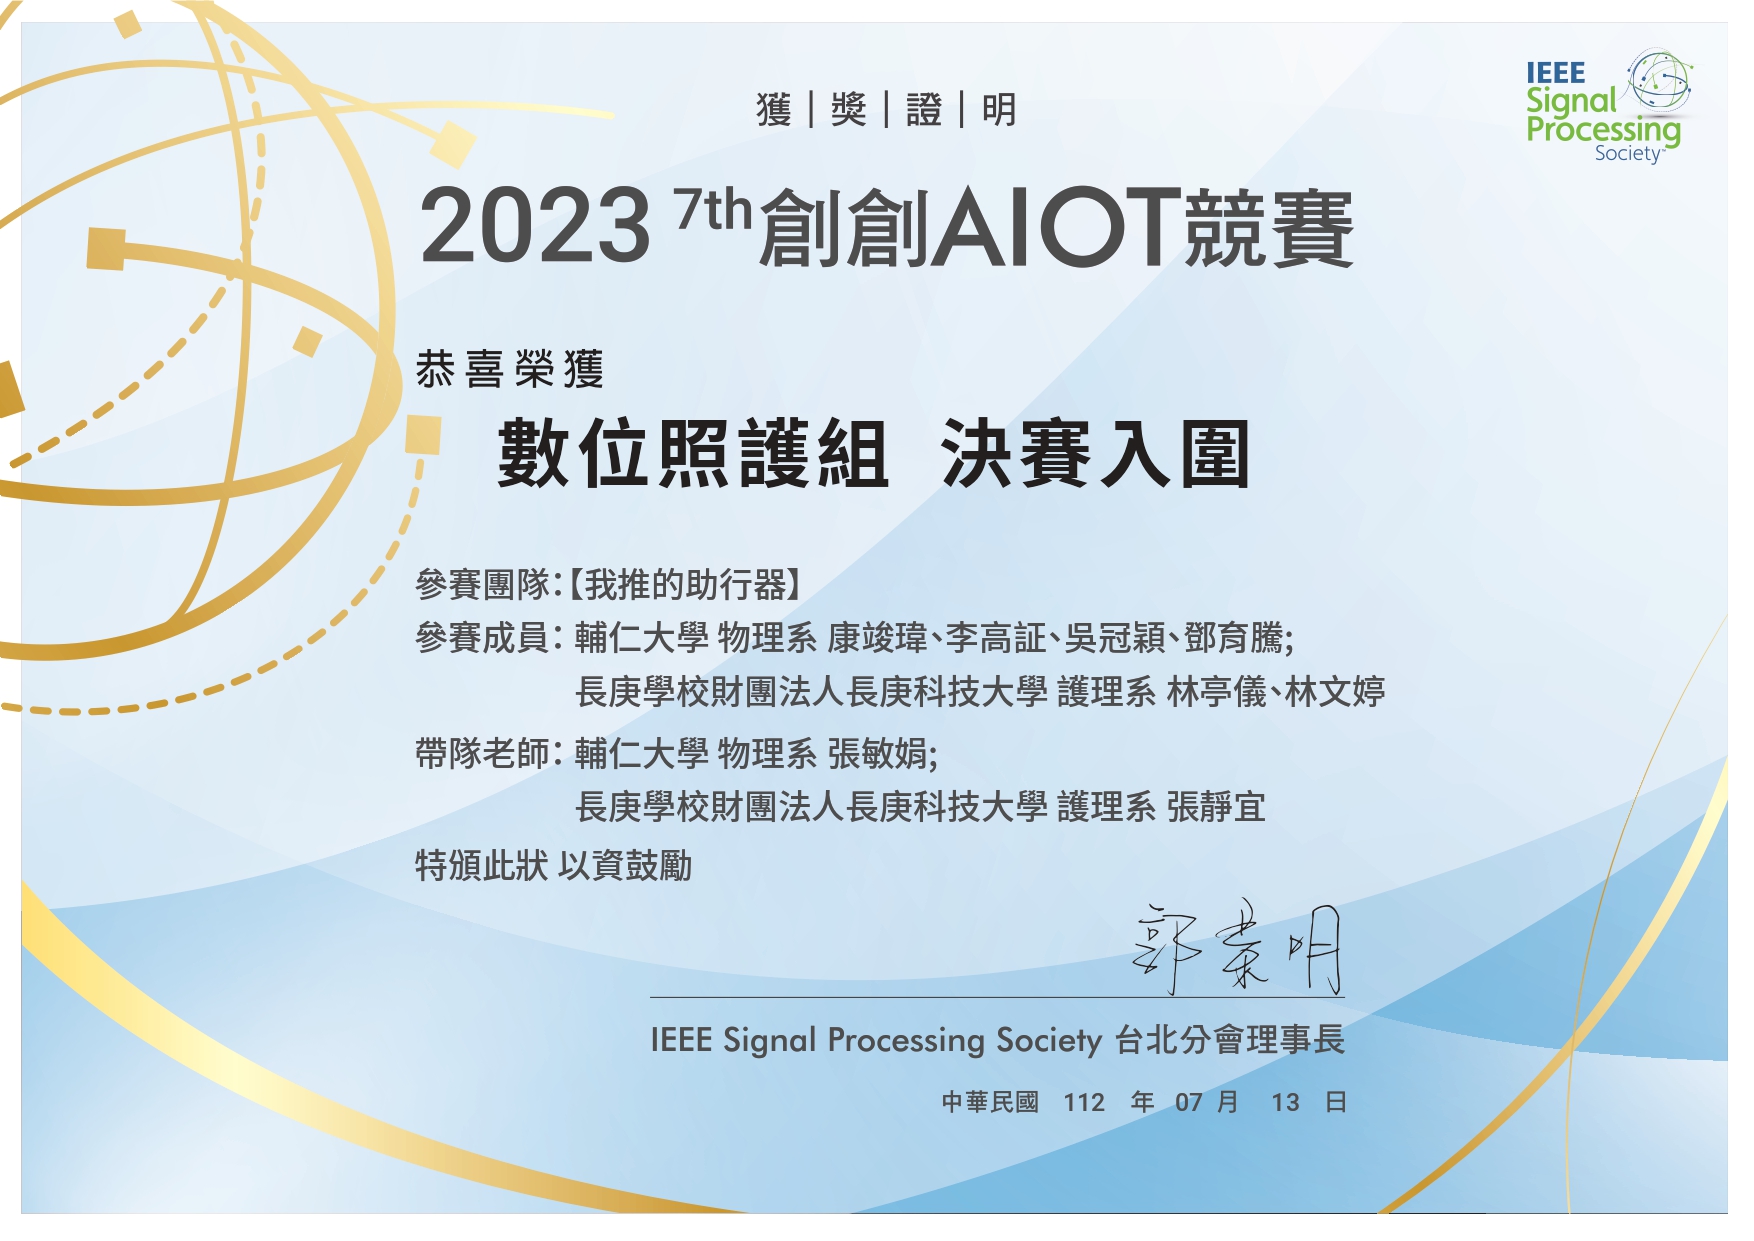 IEEE
Signal
Processing
Society™
獲|獎|證|明
2023 7th創創AIOT競賽
恭喜榮獲
數位照護組 決賽入圍
參賽團隊：【我推的助行器】
參賽成員： 輔仁大學 物理系 康竣瑋、李高証、吳冠穎、鄧育騰;
長庚學校財團法人長庚科技大學 護理系 林亭儀、林文婷
帶隊老師： 輔仁大學 物理系 張敏娟;
長庚學校財團法人長庚科技大學 護理系 張靜宜
特頒此狀 以資鼓勵
IEEE Signal Processing Society 台北分會理事長
中華民國 112 年 07 月 13 日